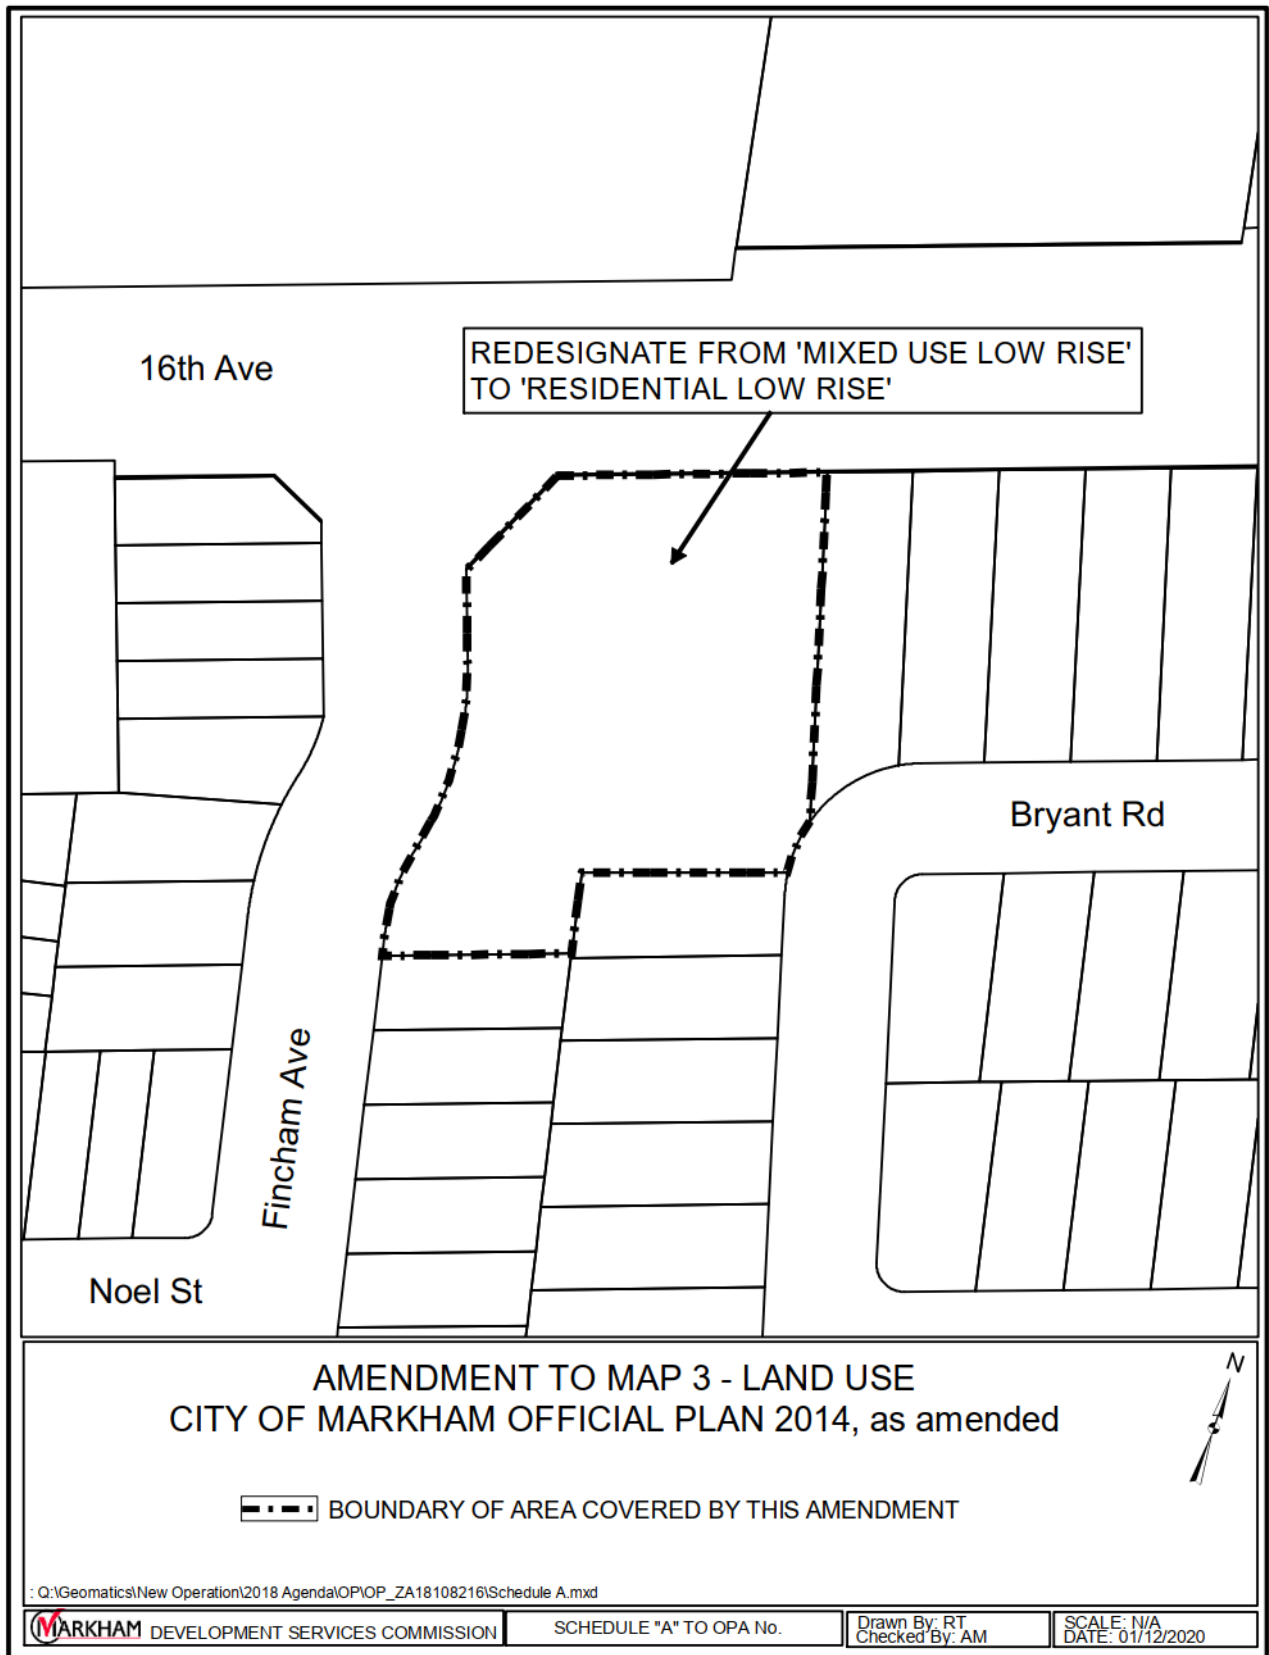 16th Ave
REDESIGNATE FROM 'MIXED USE LOW RISE'
TO 'RESIDENTIAL LOW RISE'
Bryant Rd
Fincham Ave
Noel St
AMENDMENT TO MAP 3 - LAND USE
CITY OF MARKHAM OFFICIAL PLAN 2014, as amended
N
BOUNDARY OF AREA COVERED BY THIS AMENDMENT
: Q:\Geomatics\New Operation\2018 Agenda\OP\OP_ZA18108216\Schedule A.mxd
MARKHAM DEVELOPMENT SERVICES COMMISSION
SCHEDULE "A" TO OPA No.
Drawn By: RT
Checked By: AM
SCALE: N/A
DATE: 01/12/2020